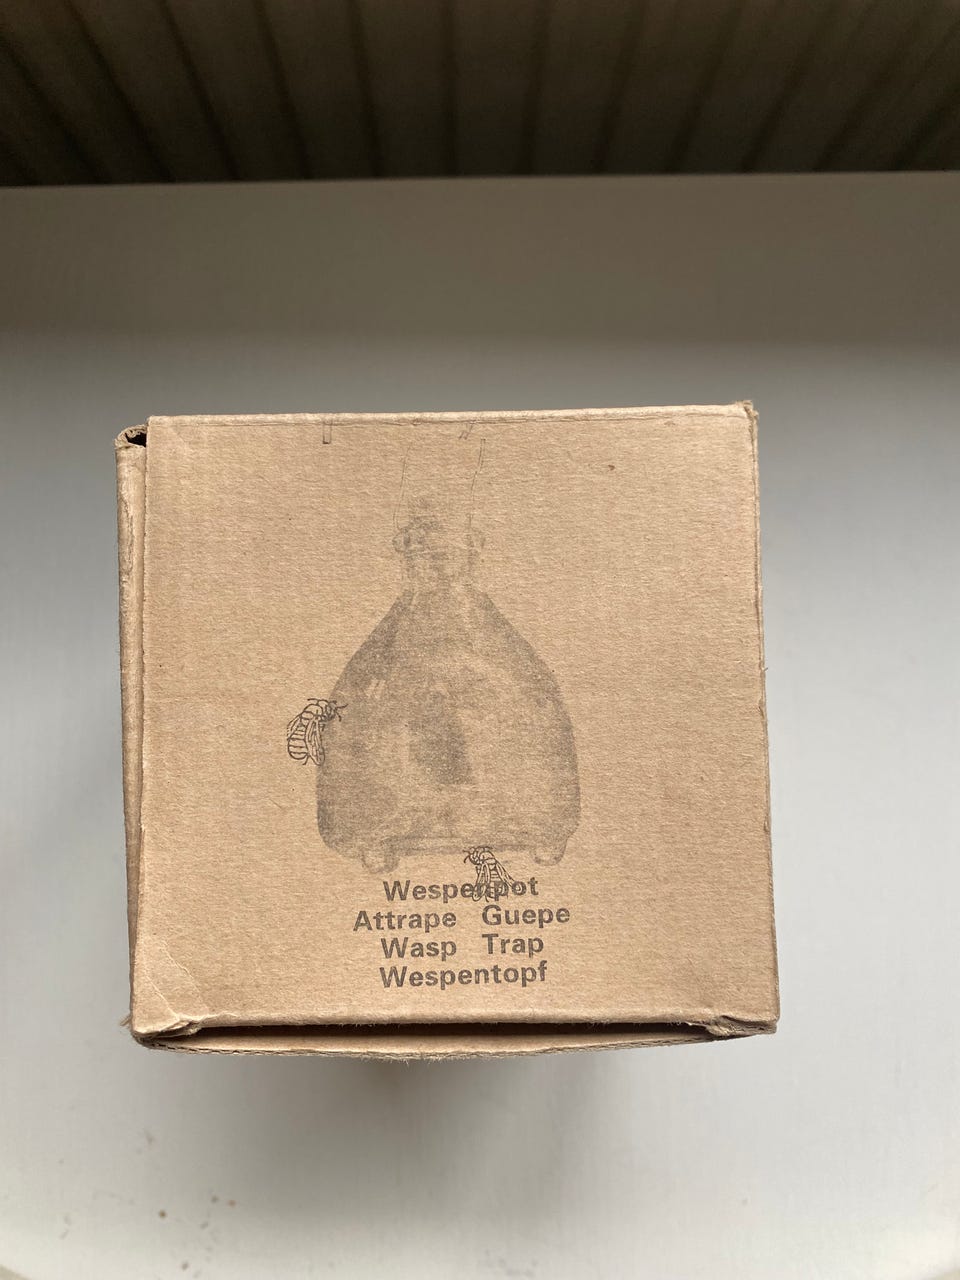 Wespenpot
Attrape Guepe
Wasp Trap
Wespentopf